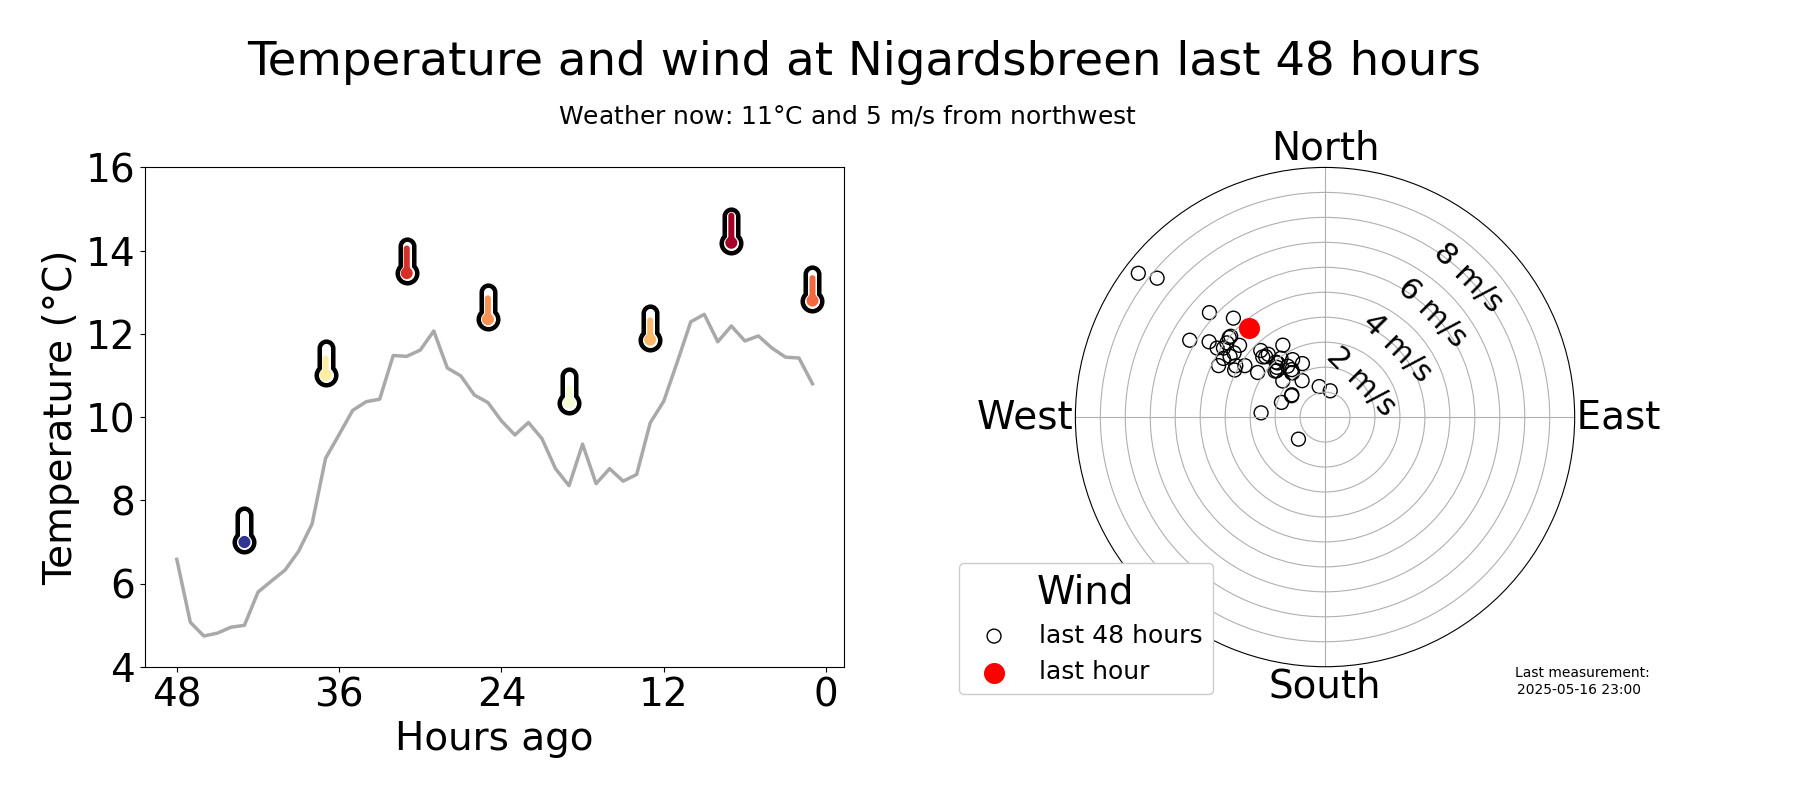 Temperature and wind at Nigardsbreen last 48 hours
Weather now: 11°C and 5 m/s from northwest
Temperature (°C)
16
14
12
10
8
6
4
48 36 24 12 0
Hours ago
North
West
East
South
8 m/s
6 m/s
4 m/s
2 m/s
Wind
last 48 hours
last hour
Last measurement:
2025-05-16 23:00